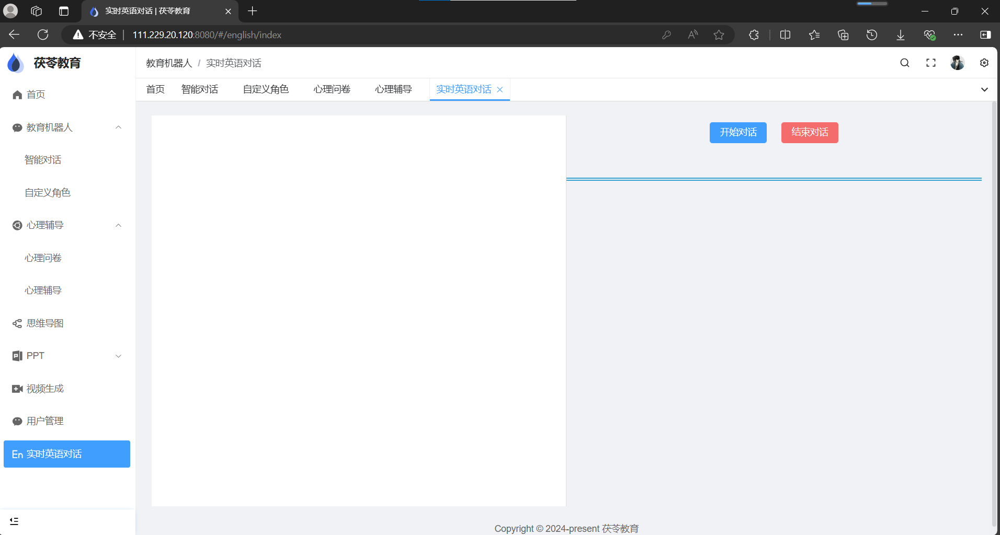 实时英语对话 | 茯苓教育
不安全
111.229.20.120:8080/#/english/index
茯苓教育
教育机器人 / 实时英语对话
首页 智能对话 自定义角色 心理问卷 心理辅导 实时英语对话
首页
教育机器人
智能对话
自定义角色
心理辅导
心理问卷
心理辅导
思维导图
PPT
视频生成
用户管理
En 实时英语对话
开始对话 结束对话
Copyright © 2024-present 茯苓教育